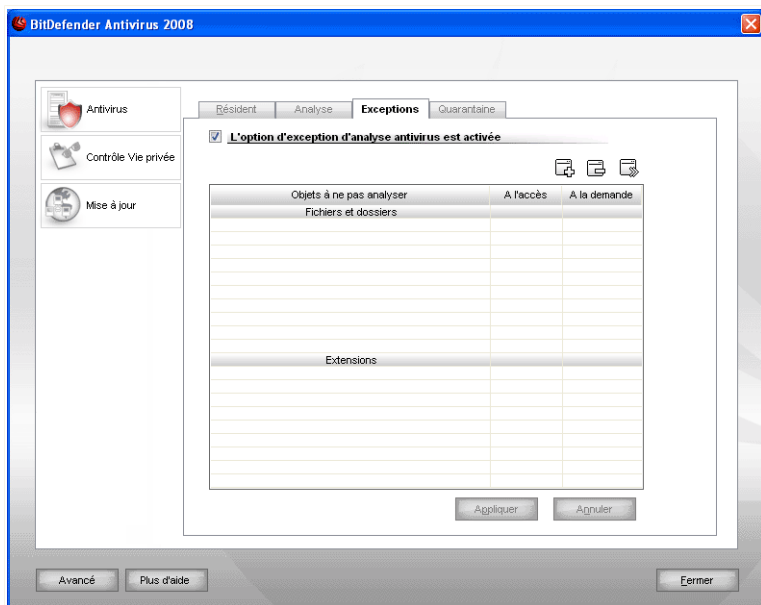 BitDefender Antivirus 2008
Antivirus
Contrôle Vie privée
Mise à jour
Résident
Analyse
Exceptions
Quarantaine
L'option d'exception d'analyse antivirus est activée
Objets à ne pas analyser
A l'accès
A la demande
Fichiers et dossiers
Extensions
Appliquer
Annuler
Avancé
Plus d'aide
Fermer